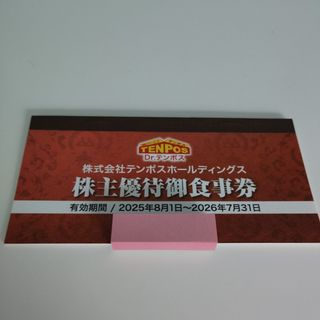 TENPOS
Dr.テンポス
株式会社テンポスホールディングス
株主優待御食事券
有効期間 / 2025年8月1日〜2026年7月31日